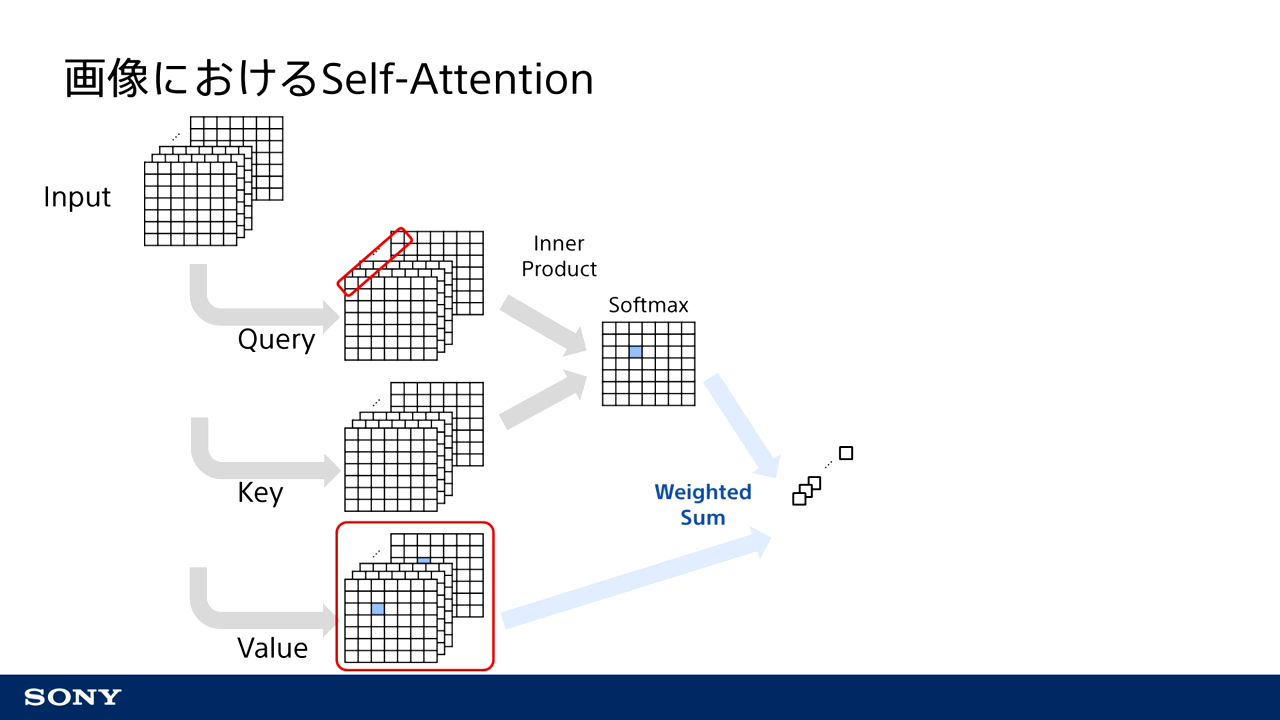 画像におけるSelf-Attention
Input
Query
Inner
Product
Softmax
Key
Weighted
Sum
Value
SONY